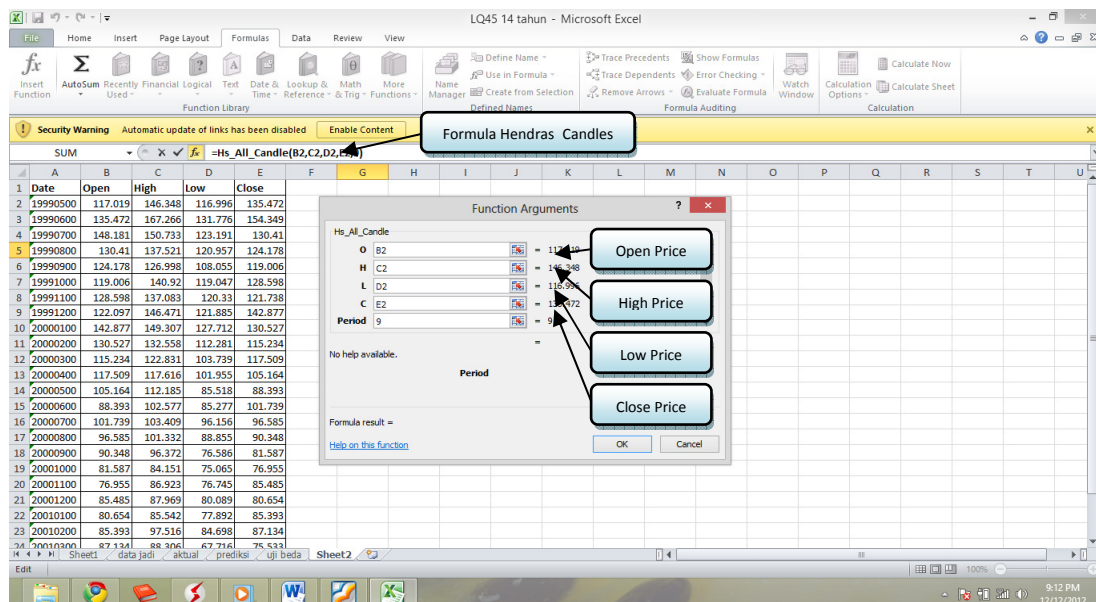 LQ45 14 tahun - Microsoft Excel
File Home Insert Page Layout Formulas Data Review View
Insert Function
AutoSum
Recently Used
Financial
Logical
Text
Date & Time
Lookup & Reference
Math & Trig
More Functions
Function Library
Name Manager
Define Name
Use in Formula
Create from Selection
Defined Names
Trace Precedents
Trace Dependents
Remove Arrows
Show Formulas
Error Checking
Evaluate Formula
Watch Window
Formula Auditing
Calculation Options
Calculate Now
Calculate Sheet
Calculation
Security Warning Automatic update of links has been disabled Enable Content
Formula Hendras Candles
SUM =Hs_All_Candle(B2,C2,D2,
A B C D E F G H I J K L M N O P Q R S T U
1 Date Open High Low Close
2 19990500 117.019 146.348 116.996 135.472
3 19990600 135.472 167.266 131.776 154.349
4 19990700 148.181 150.733 123.191 130.41
5 19990800 130.41 137.521 120.957 124.178
6 19990900 124.178 126.998 108.055 119.006
7 19991000 119.006 140.92 119.047 128.598
8 19991100 128.598 137.083 120.33 121.738
9 19991200 122.097 146.471 121.885 142.877
10 20000100 142.877 149.307 127.712 130.527
11 20000200 130.527 132.558 112.281 115.234
12 20000300 115.234 122.831 103.739 117.509
13 20000400 117.509 117.616 101.955 105.164
14 20000500 105.164 112.185 85.518 88.393
15 20000600 88.393 102.577 85.277 101.739
16 20000700 101.739 103.409 96.156 96.585
17 20000800 96.585 101.332 88.855 90.348
18 20000900 90.348 96.372 76.586 81.587
19 20001000 81.587 84.151 75.065 76.955
20 20001100 76.955 86.923 76.745 85.485
21 20001200 85.485 87.969 80.089 80.654
22 20010100 80.654 85.542 77.892 85.393
23 20010200 85.393 97.516 84.698 87.134
24 20010300 87.134 88.306 67.716 75.533
Function Arguments
Hs_All_Candle
O B2 =
H C2 = 146.348
L D2 = 116.996
C E2 =
Period 9 = 9
=
No help available.
Period
Formula result =
Help on this function
OK Cancel
Open Price
High Price
Low Price
Close Price
Sheet1 data jadi aktual prediksi uji beda Sheet2
Edit 100%
9:12 PM
12/12/2012